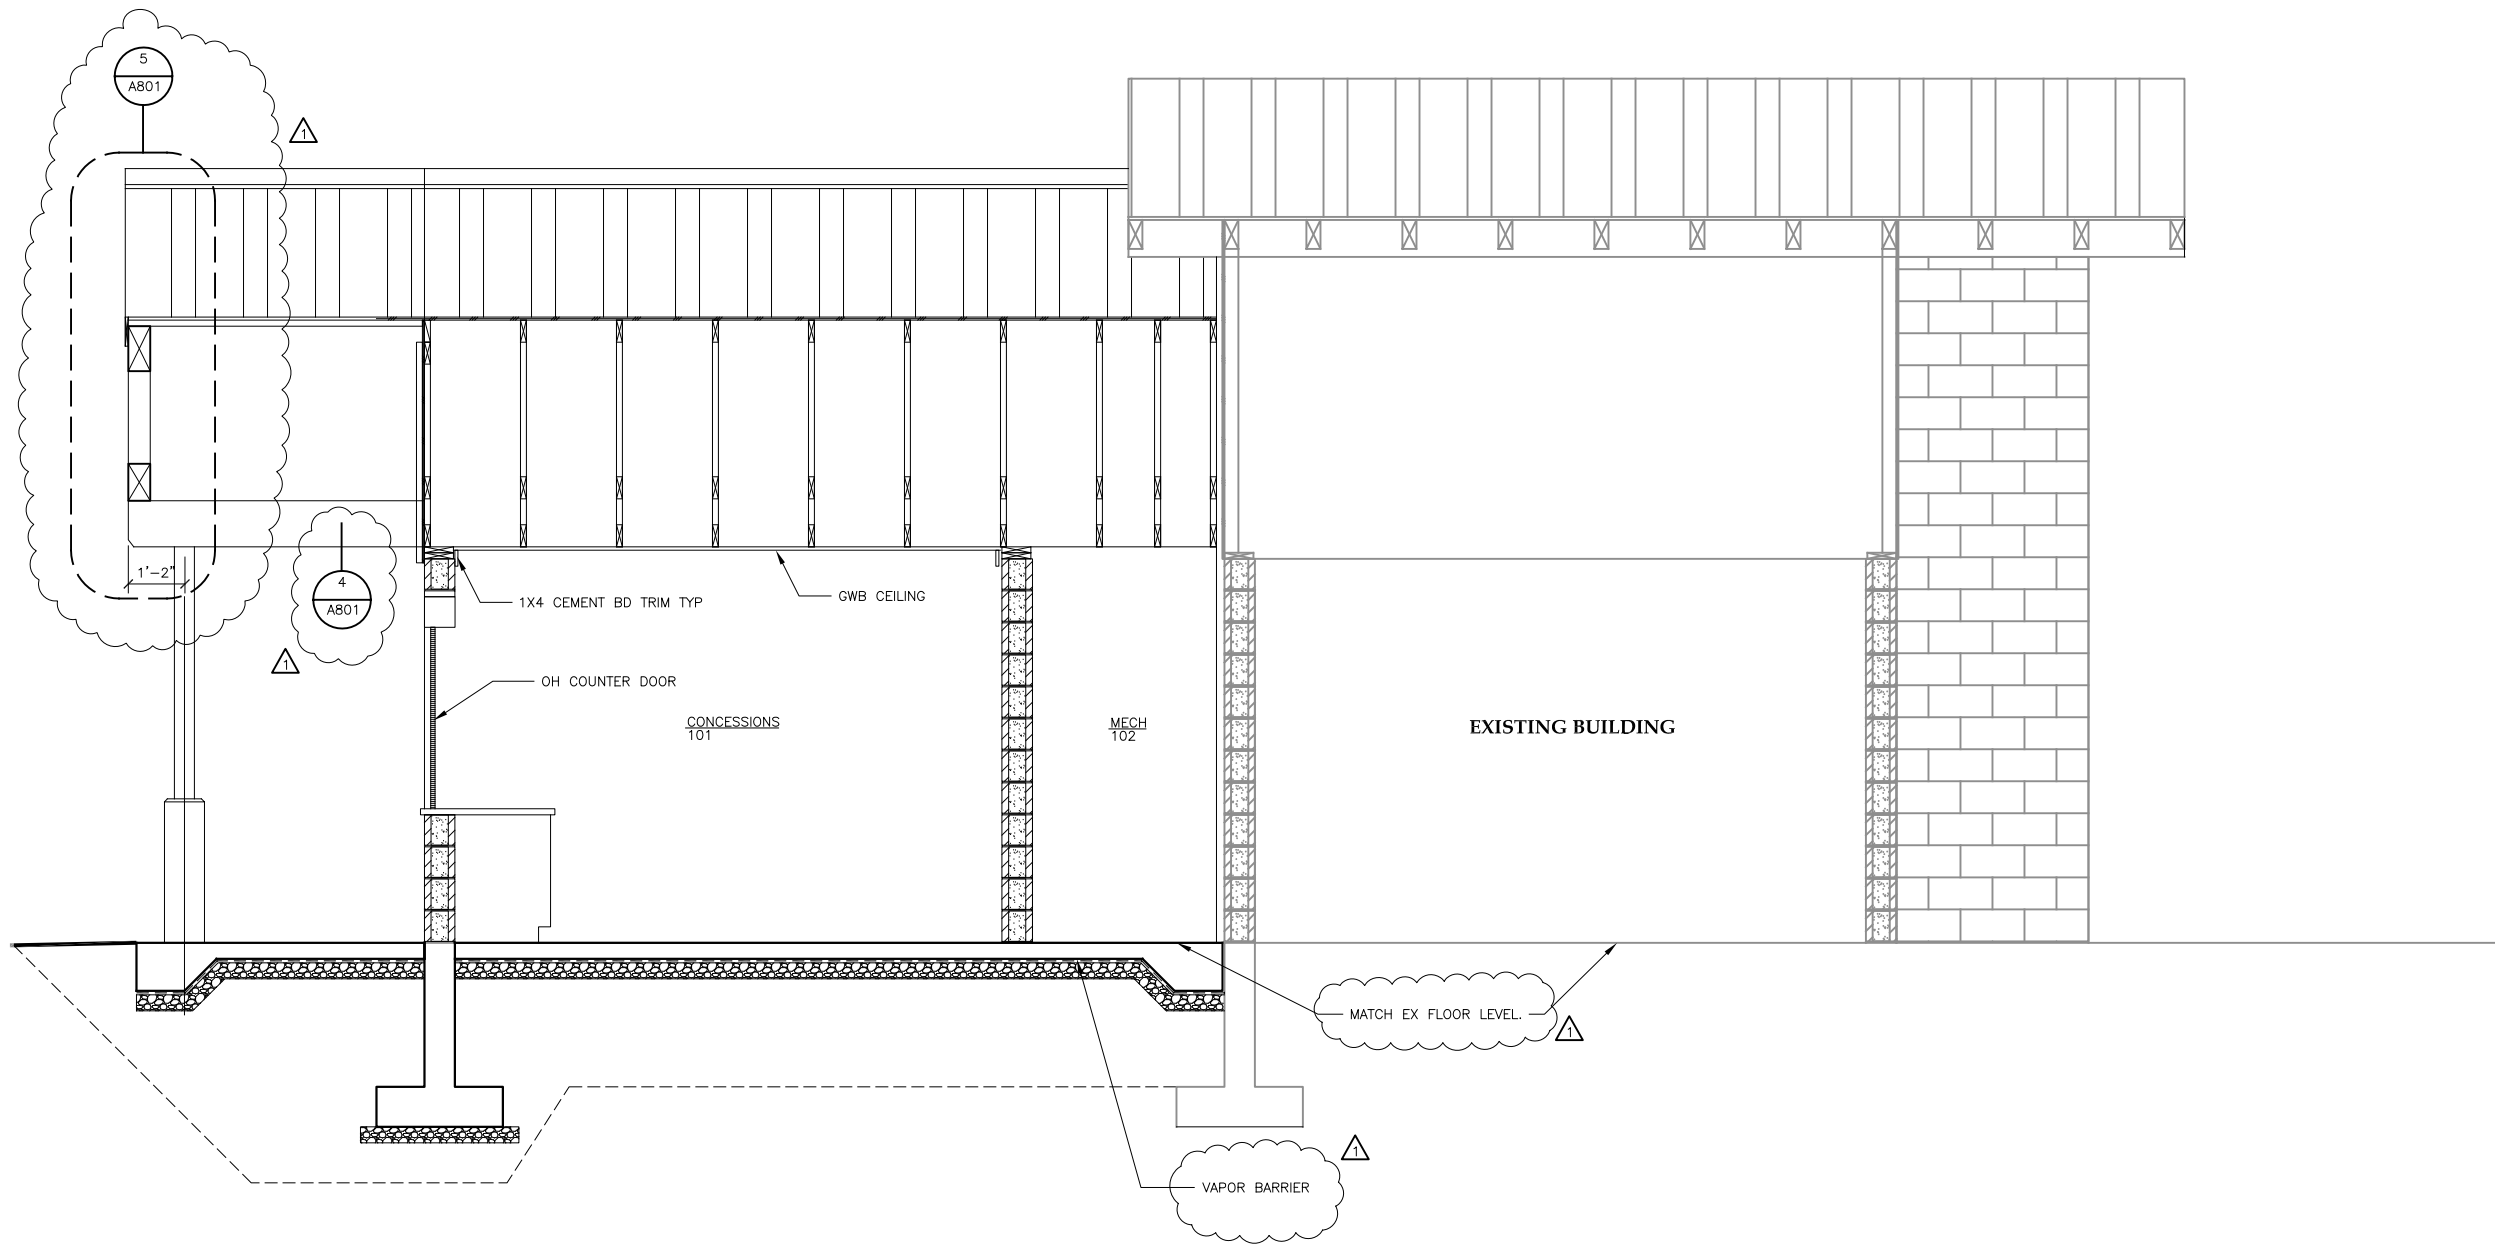 5
A801
1
1'-2"
4
A801
1
1X4 CEMENT BD TRIM TYP
GWB CEILING
OH COUNTER DOOR
CONCESSIONS
101
MECH
102
EXISTING BUILDING
MATCH EX FLOOR LEVEL.
1
VAPOR BARRIER
1